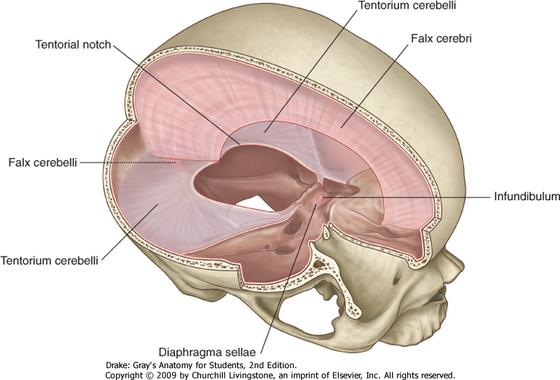 Tentorium cerebelli
Falx cerebri
Tentorial notch
Falx cerebelli
Infundibulum
Tentorium cerebelli
Diaphragma sellae
Drake: Gray's Anatomy for Students, 2nd Edition.
Copyright © 2009 by Churchill Livingstone, an imprint of Elsevier, Inc. All rights reserved.